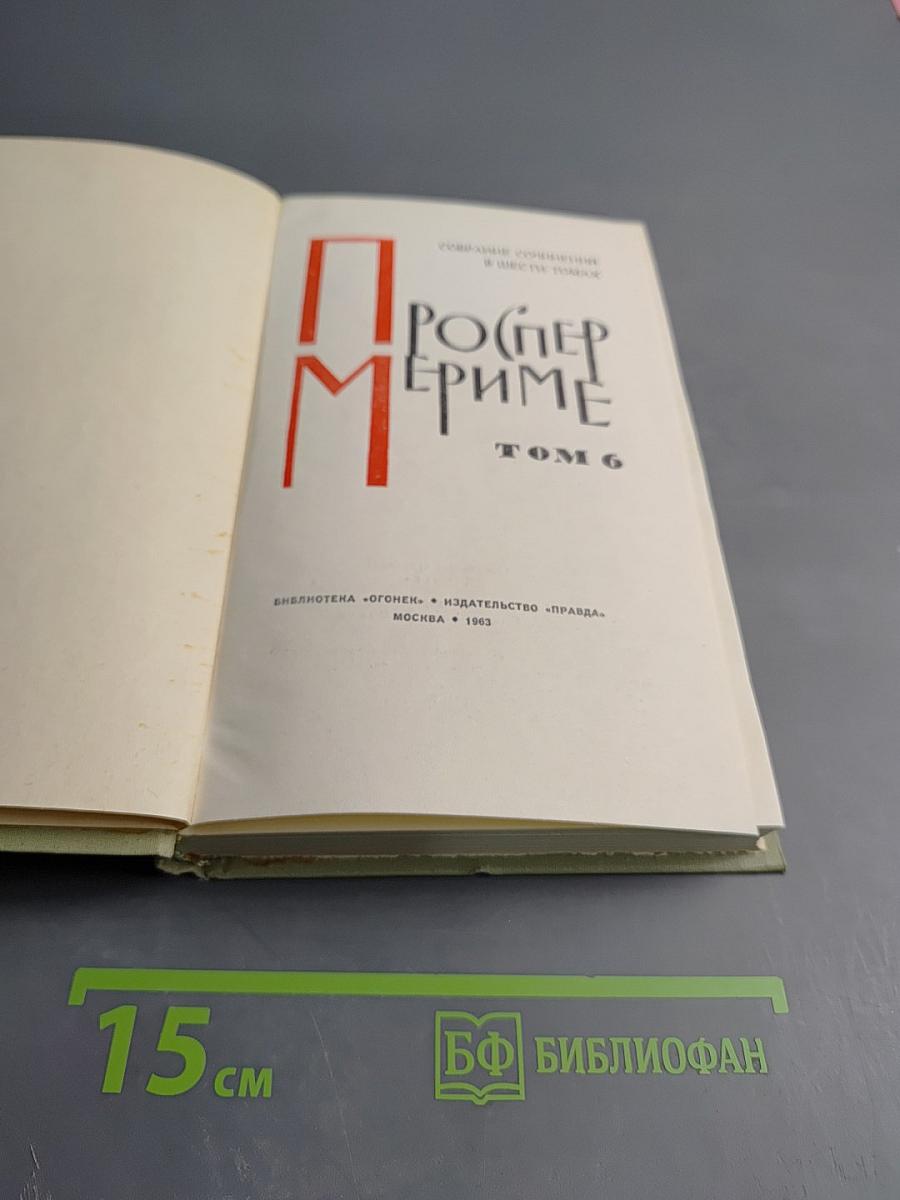 СОБРАНИЕ СОЧИНЕНИЙ
В ШЕСТИ ТОМАХ
ПРОСПЕР
МЕРИМЕ
ТОМ 6
БИБЛИОТЕКА «ОГОНЕК» • ИЗДАТЕЛЬСТВО «ПРАВДА»
МОСКВА • 1963
15 см
БФ БИБЛИОФАН